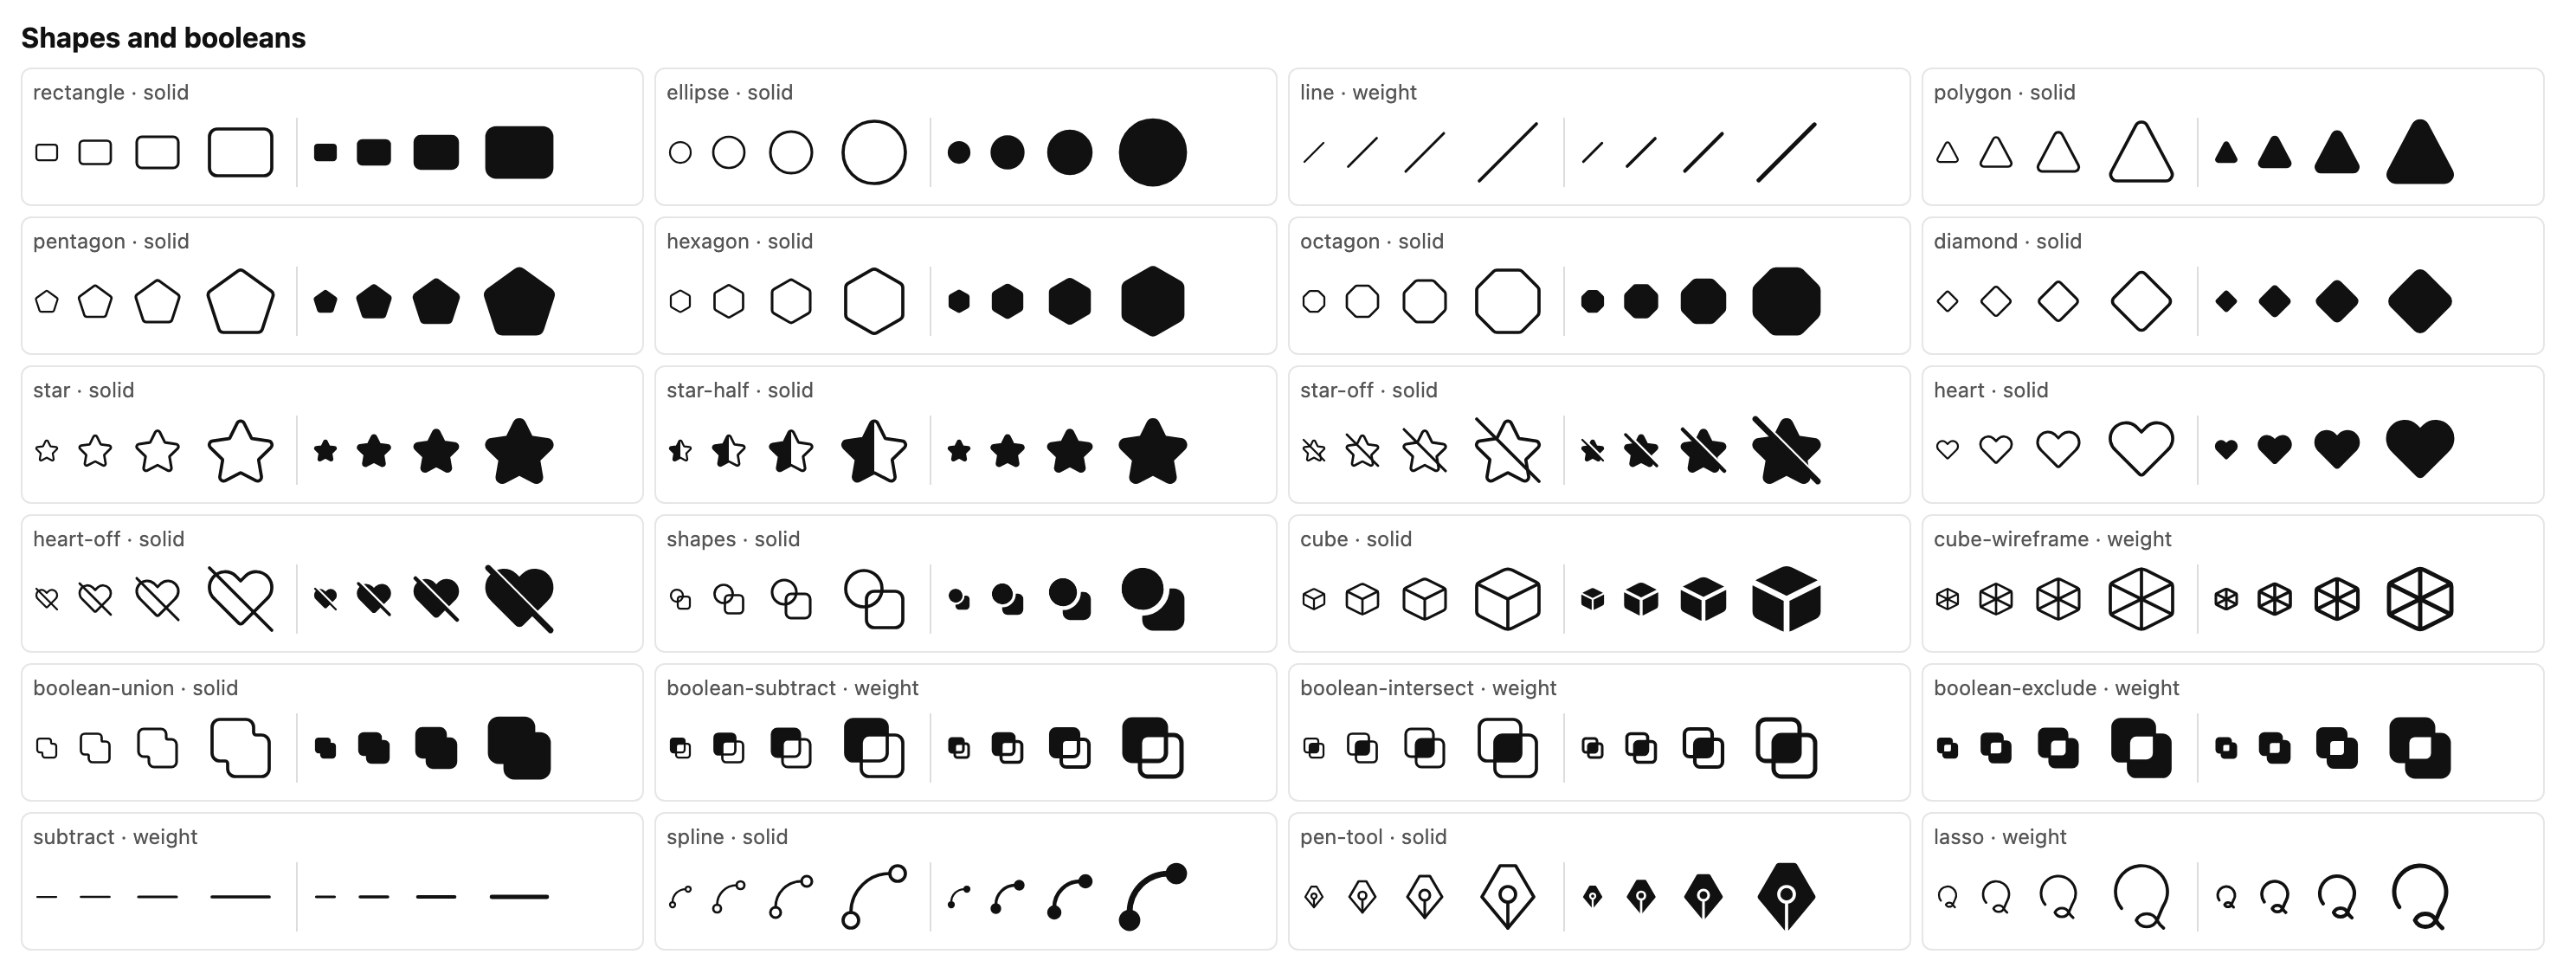 Shapes and booleans
rectangle · solid
ellipse · solid
line · weight
polygon · solid
pentagon · solid
hexagon · solid
octagon · solid
diamond · solid
star · solid
star-half · solid
star-off · solid
heart · solid
heart-off · solid
shapes · solid
cube · solid
cube-wireframe · weight
boolean-union · solid
boolean-subtract · weight
boolean-intersect · weight
boolean-exclude · weight
subtract · weight
spline · solid
pen-tool · solid
lasso · weight